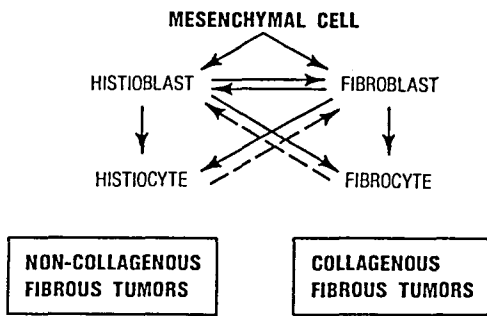 MESENCHYMAL CELL
HISTIOBLAST FIBROBLAST
HISTIOCYTE FIBROCYTE
NON-COLLAGENOUS
FIBROUS TUMORS
COLLAGENOUS
FIBROUS TUMORS